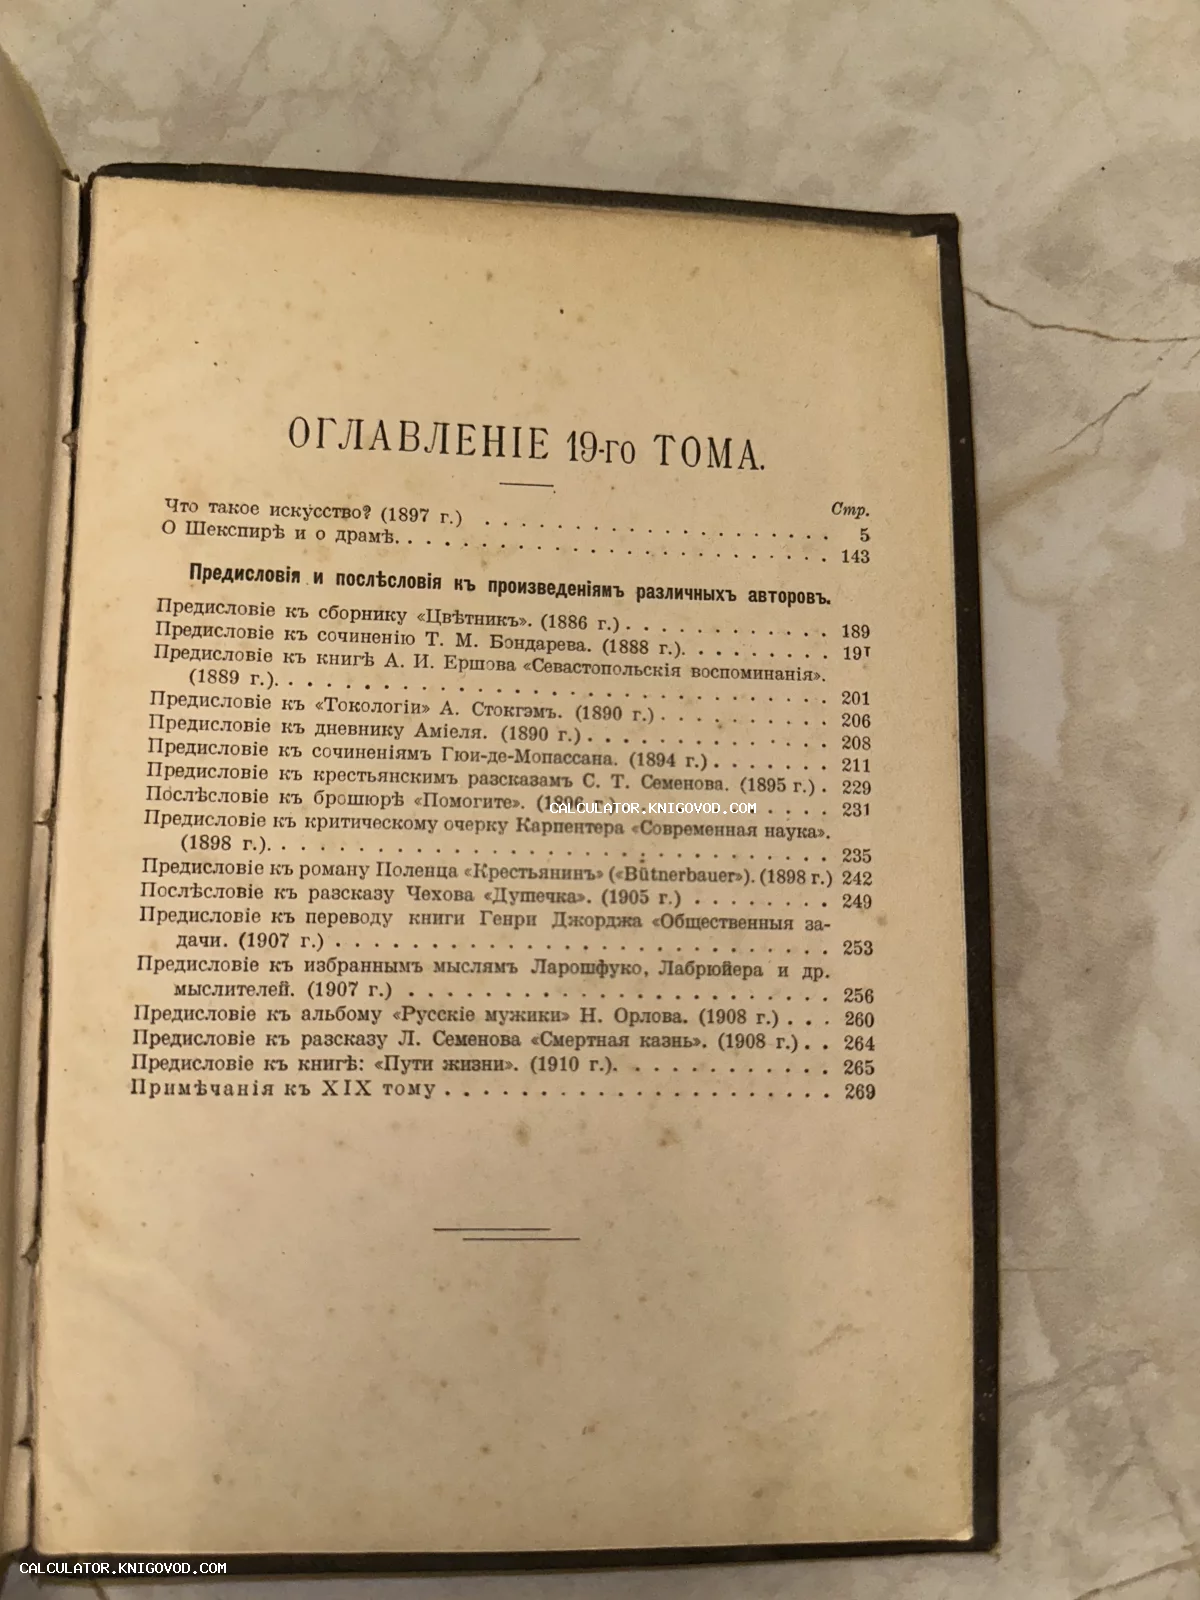 ОГЛАВЛЕНІЕ 19-го ТОМА.
Стр.
Что такое искусство? (1897 г.) . . . . . . . . . . . . . . . . 5
О Шекспирѣ и о драмѣ. . . . . . . . . . . . . . . . . . . . 143
Предисловія и послѣсловія къ произведеніямъ различныхъ авторовъ.
Предисловіе къ сборнику «Цвѣтникъ». (1886 г.) . . . . . . . . . . . 189
Предисловіе къ сочиненію Т. М. Бондарева. (1888 г.). . . . . . . . . 191
Предисловіе къ книгѣ А. И. Ершова «Севастопольскія воспоминанія».
(1889 г.). . . . . . . . . . . . . . . . . . . . . . . . 201
Предисловіе къ «Токологіи» А. Стокгэмъ. (1890 г.) . . . . . . . . . . 206
Предисловіе къ дневнику Аміеля. (1890 г.) . . . . . . . . . . . . . 208
Предисловіе къ сочиненіямъ Гюи-де-Мопассана. (1894 г.) . . . . . . . 211
Предисловіе къ крестьянскимъ разсказамъ С. Т. Семенова. (1895 г.) . 229
Послѣсловіе къ брошюрѣ «Помогите». . . . . 231
Предисловіе къ критическому очерку Карпентера «Современная наука».
(1898 г.). . . . . . . . . . . . . . . . . . . . . . . . 235
Предисловіе къ роману Поленца «Крестьянинъ» («Bütnerbauer»). (1898 г.) 242
Послѣсловіе къ разсказу Чехова «Душечка». (1905 г.) . . . . . . . . 249
Предисловіе къ переводу книги Генри Джорджа «Общественныя за-
дачи. (1907 г.) . . . . . . . . . . . . . . . . . . . . . 253
Предисловіе къ избраннымъ мыслямъ Ларошфуко, Лабрюйера и др.
мыслителей. (1907 г.) . . . . . . . . . . . . . . . . . . 256
Предисловіе къ альбому «Русскіе мужики» Н. Орлова. (1908 г.) . . . 260
Предисловіе къ разсказу Л. Семенова «Смертная казнь». (1908 г.) . . 264
Предисловіе къ книгѣ: «Пути жизни». (1910 г.). . . . . . . . . . . 265
Примѣчанія къ XIX тому . . . . . . . . . . . . . . . . . 269
CALCULATOR.KNIGOVOD.COM
CALCULATOR.KNIGOVOD.COM
CALCULATOR.KNIGOVOD.COM